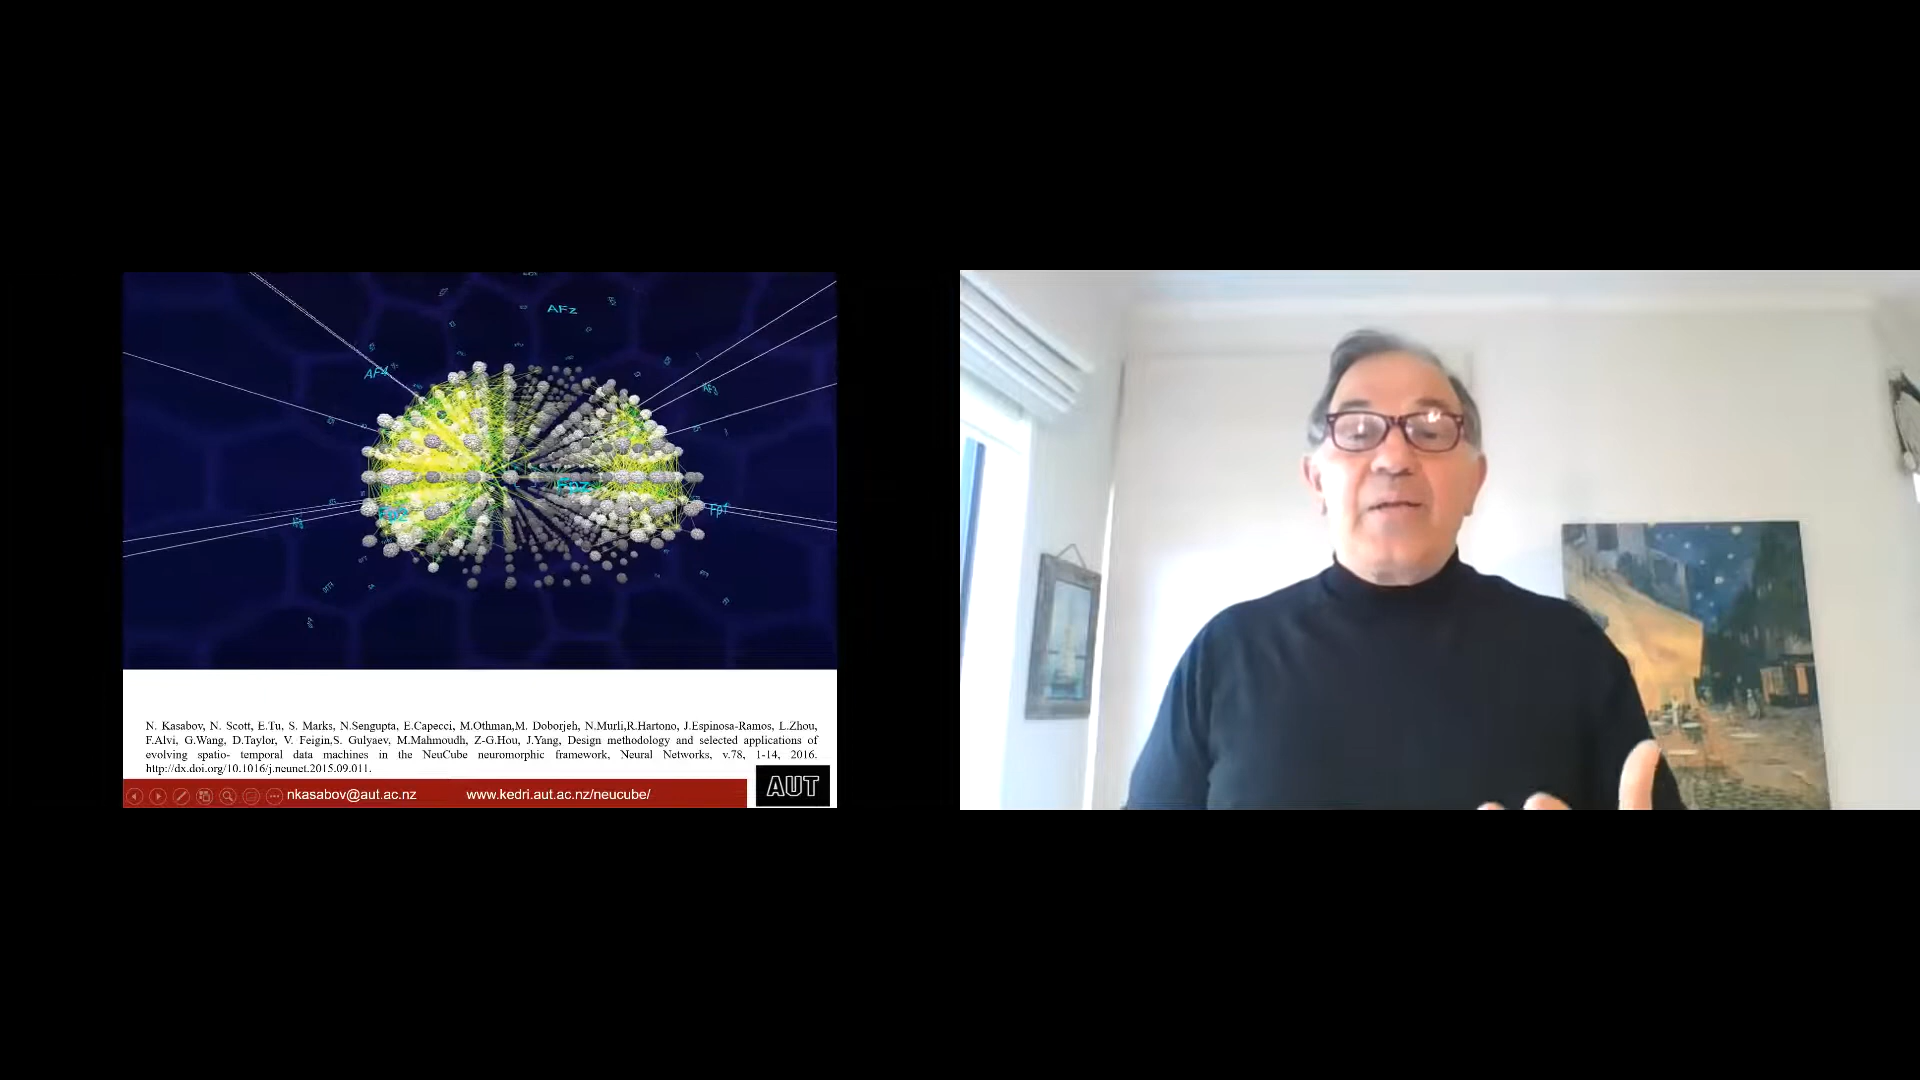 AFz
AF4
AF3
Fpz
Fp2
Fp1
N. Kasabov, N. Scott, E.Tu, S. Marks, N.Sengupta, E.Capecci, M.Othman,M. Doborjeh, N.Murli,R.Hartono, J.Espinosa-Ramos, L.Zhou,
F.Alvi, G.Wang, D.Taylor, V. Feigin,S. Gulyaev, M.Mahmoudh, Z-G.Hou, J.Yang, Design methodology and selected applications of
evolving spatio- temporal data machines in the NeuCube neuromorphic framework, Neural Networks, v.78, 1-14, 2016.
http://dx.doi.org/10.1016/j.neunet.2015.09.011.
nkasabov@aut.ac.nz www.kedri.aut.ac.nz/neucube/
AUT